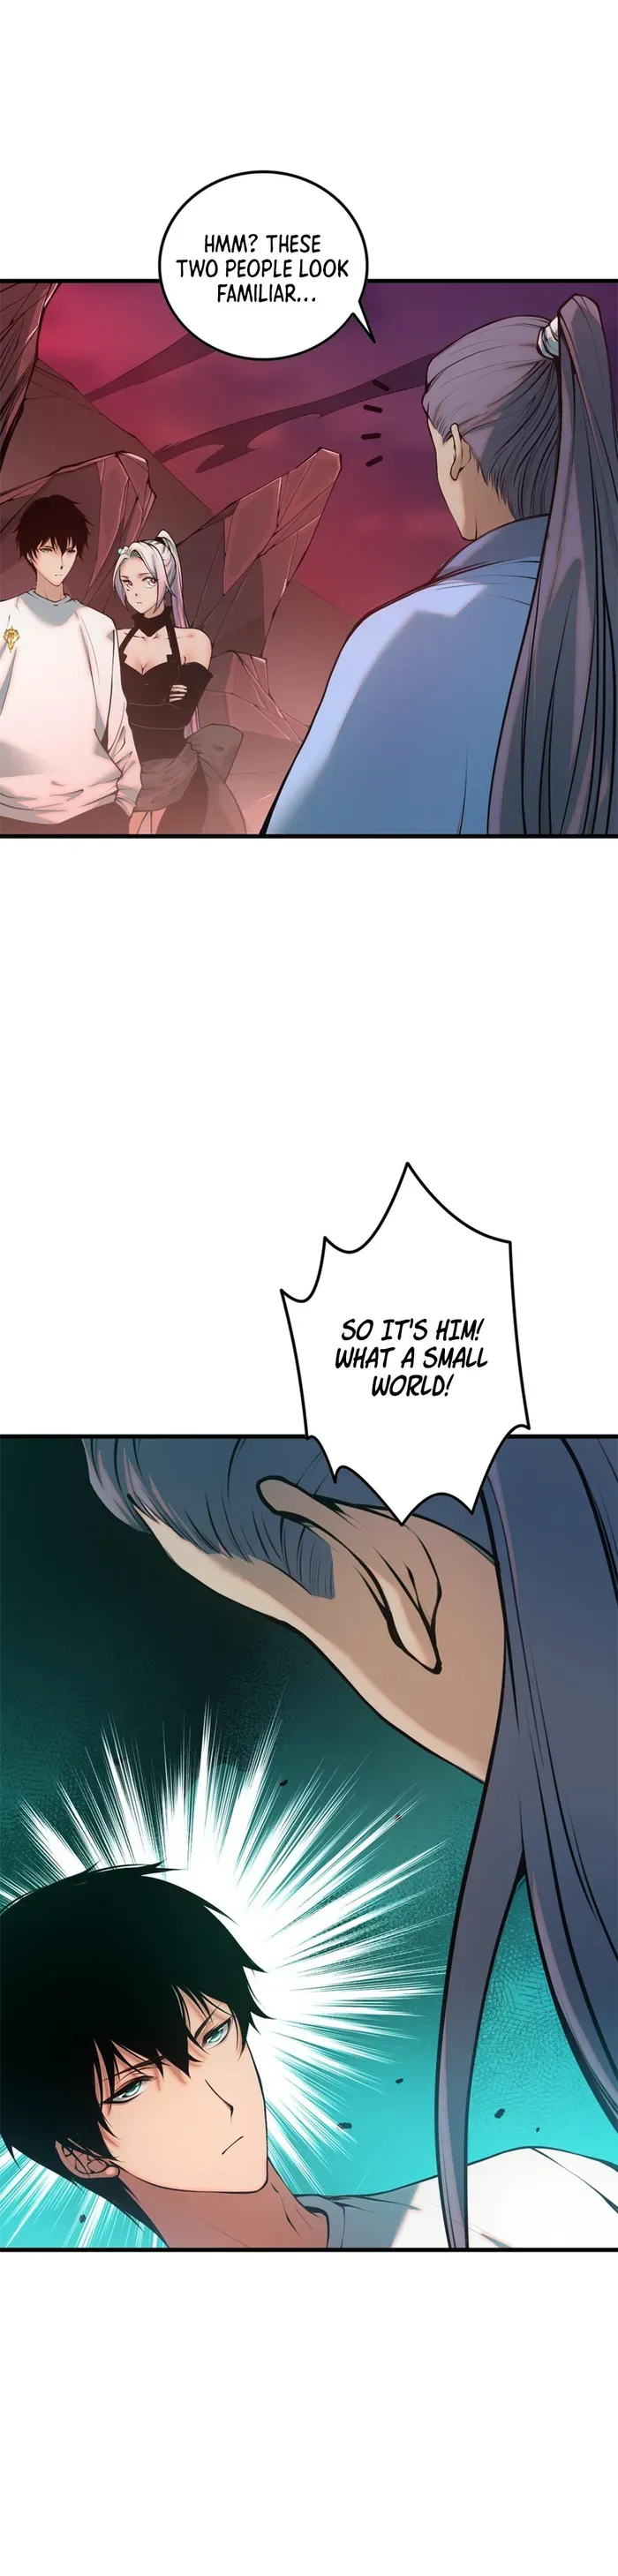 HMM? THESE
TWO PEOPLE LOOK
FAMILIAR...
SO IT'S HIM!
WHAT A SMALL
WORLD!